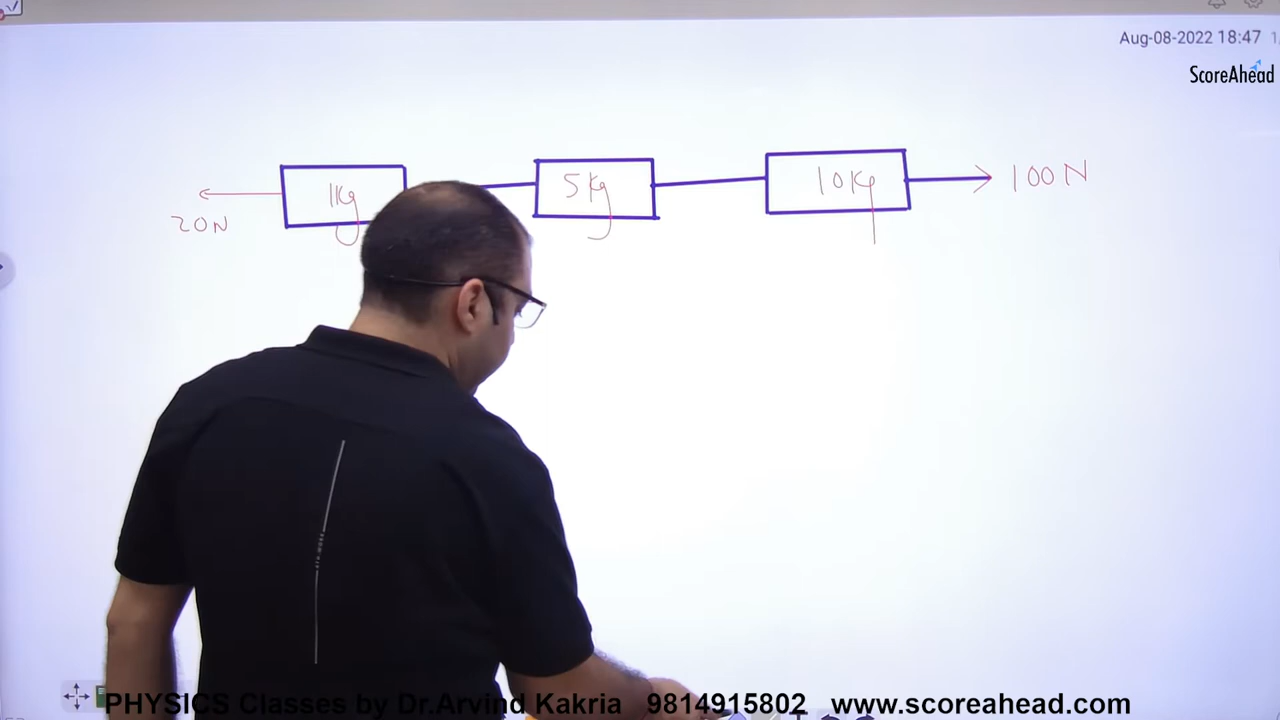 Aug-08-2022 18:47
ScoreAhead
1Kg
5Kg
10Kg
100N
20N
PHYSICS Classes by Dr.Arvind Kakria 9814915802 www.scoreahead.com